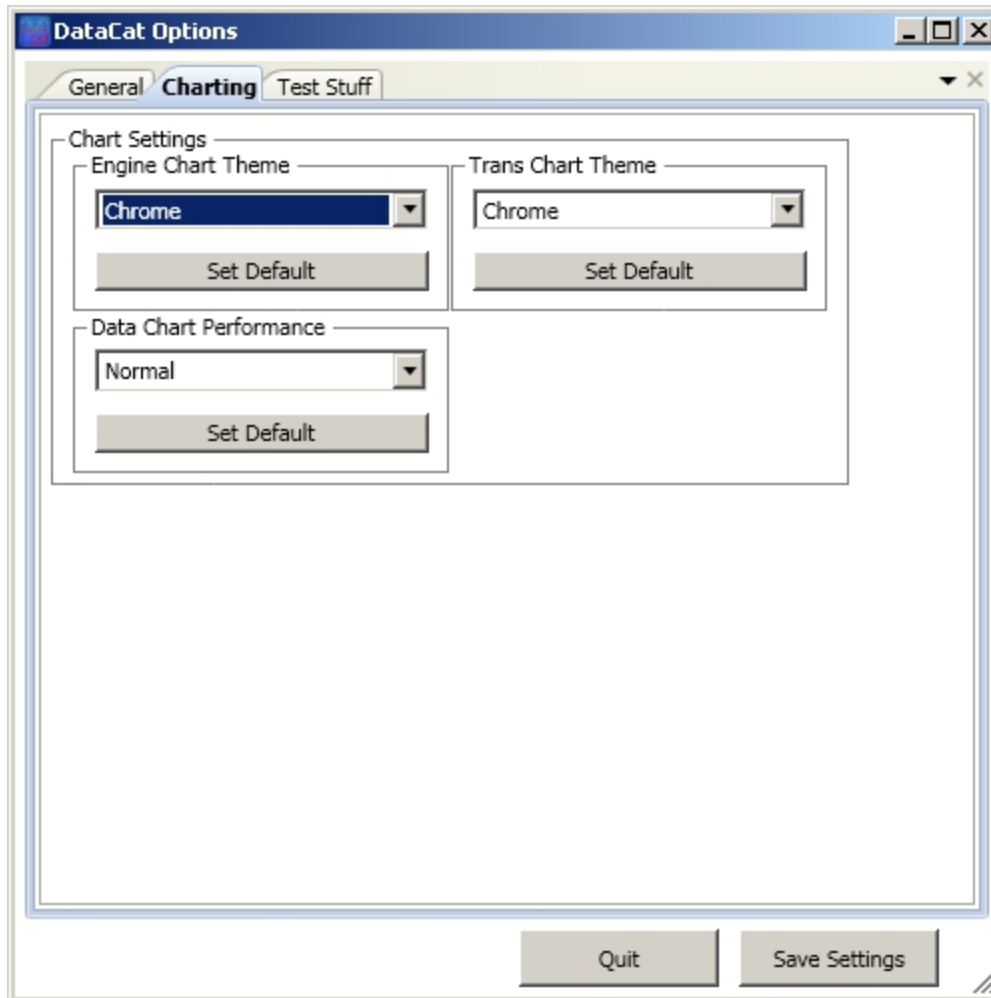 DataCat Options
General Charting Test Stuff
Chart Settings
Engine Chart Theme Trans Chart Theme
Chrome Chrome
Set Default Set Default
Data Chart Performance
Normal
Set Default
Quit Save Settings